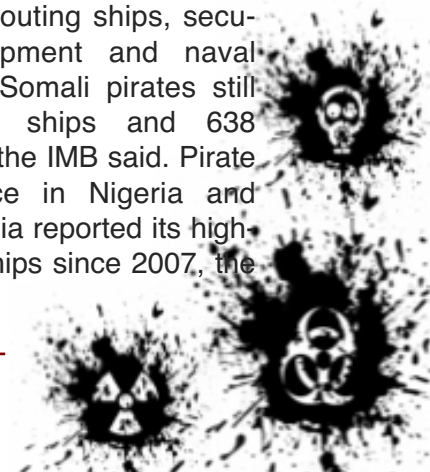 outing ships, secu-
pment and naval
Somali pirates still
ships and 638
the IMB said. Pirate
ce in Nigeria and
ia reported its high-
hips since 2007, the